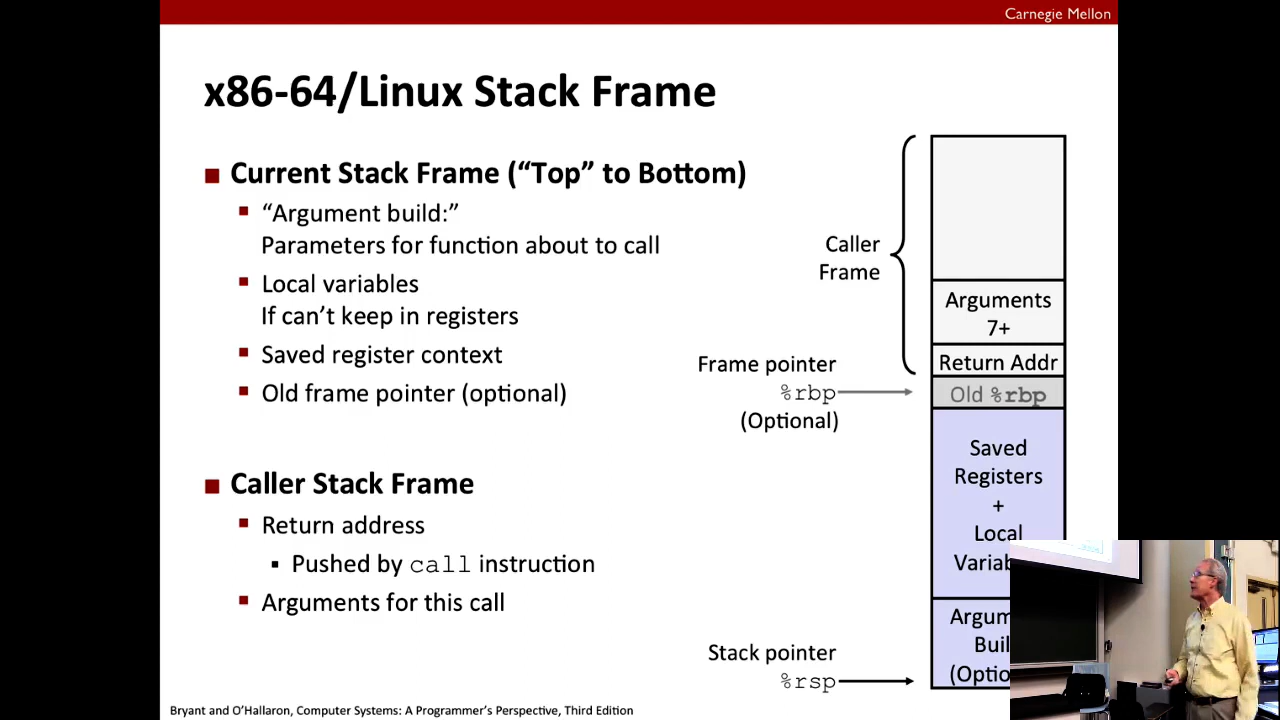 Carnegie Mellon
x86-64/Linux Stack Frame
Current Stack Frame (“Top” to Bottom)
“Argument build:”
Parameters for function about to call
Local variables
If can’t keep in registers
Saved register context
Old frame pointer (optional)
Caller Stack Frame
Return address
Pushed by call instruction
Arguments for this call
Caller
Frame
Arguments
7+
Return Addr
Frame pointer
%rbp
(Optional)
Old %rbp
Saved
Registers
+
Local
Stack pointer
%rsp
Bryant and O’Hallaron, Computer Systems: A Programmer’s Perspective, Third Edition